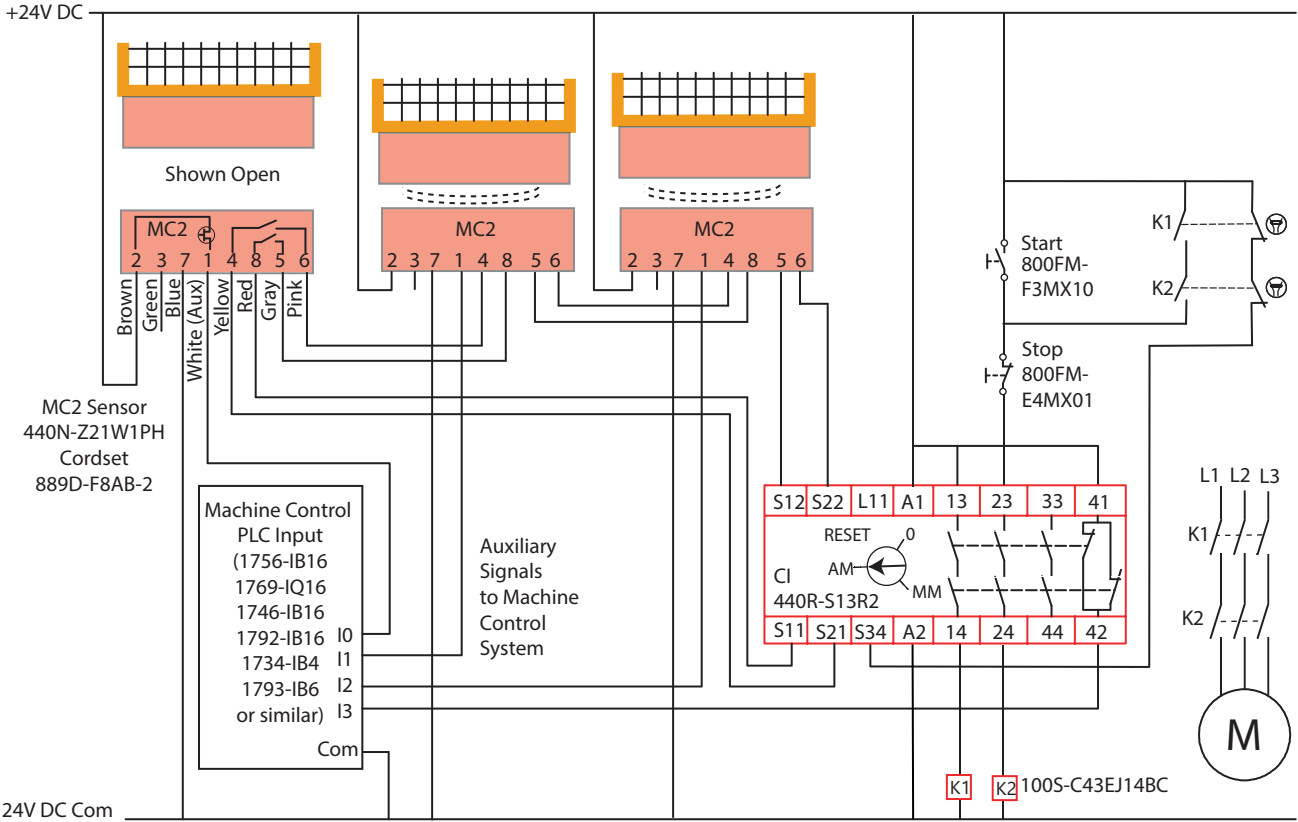 +24V DC
Shown Open
MC2
2 3 7 1 4 8 5 6
Brown
Green
Blue
White (Aux)
Yellow
Red
Gray
Pink
MC2
2 3 7 1 4 8 5 6
MC2
2 3 7 1 4 8 5 6
MC2 Sensor
440N-Z21W1PH
Cordset
889D-F8AB-2
Machine Control
PLC Input
(1756-IB16
1769-IQ16
1746-IB16
1792-IB16
1734-IB4
1793-IB6
or similar)
I0
I1
I2
I3
Com
Auxiliary
Signals
to Machine
Control
System
Start
800FM-
F3MX10
Stop
800FM-
E4MX01
K1
K2
S12 S22 L11 A1 13 23 33 41
RESET
0
AM
MM
CI
440R-S13R2
S11 S21 S34 A2 14 24 44 42
K1
K2
100S-C43EJ14BC
L1 L2 L3
K1
K2
M
24V DC Com